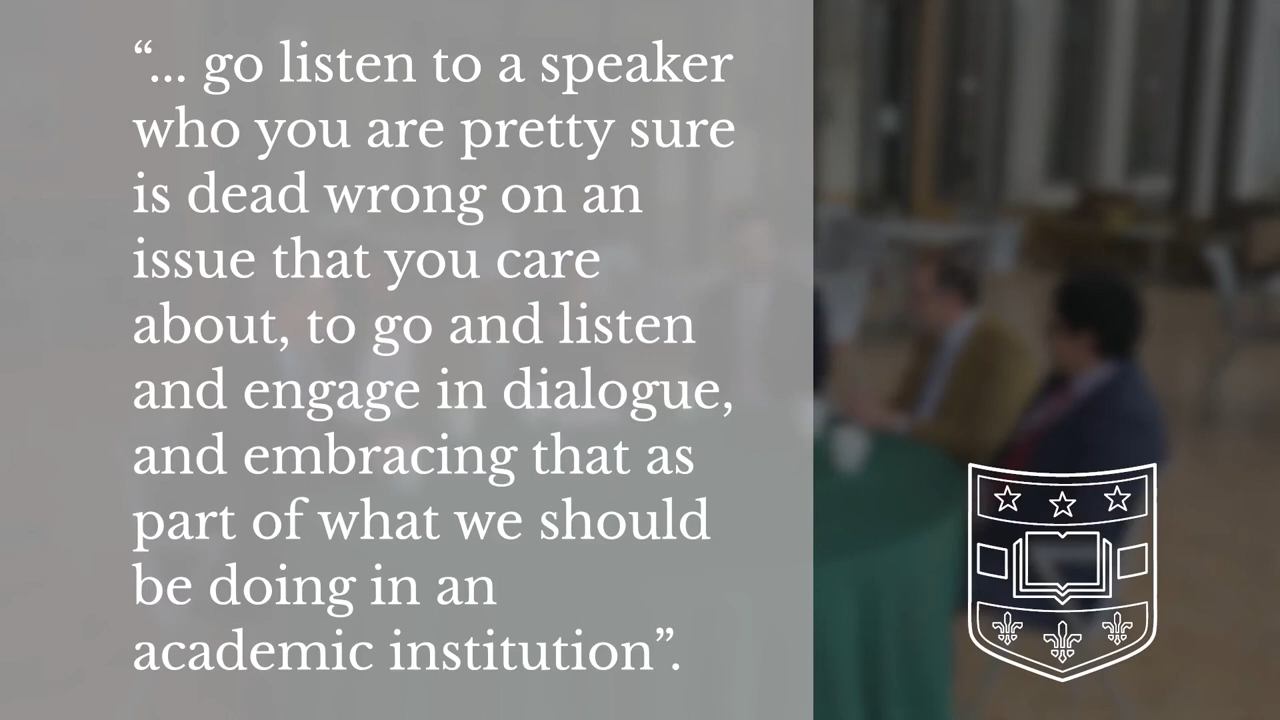 “... go listen to a speaker
who you are pretty sure
is dead wrong on an
issue that you care
about, to go and listen
and engage in dialogue,
and embracing that as
part of what we should
be doing in an
academic institution”.